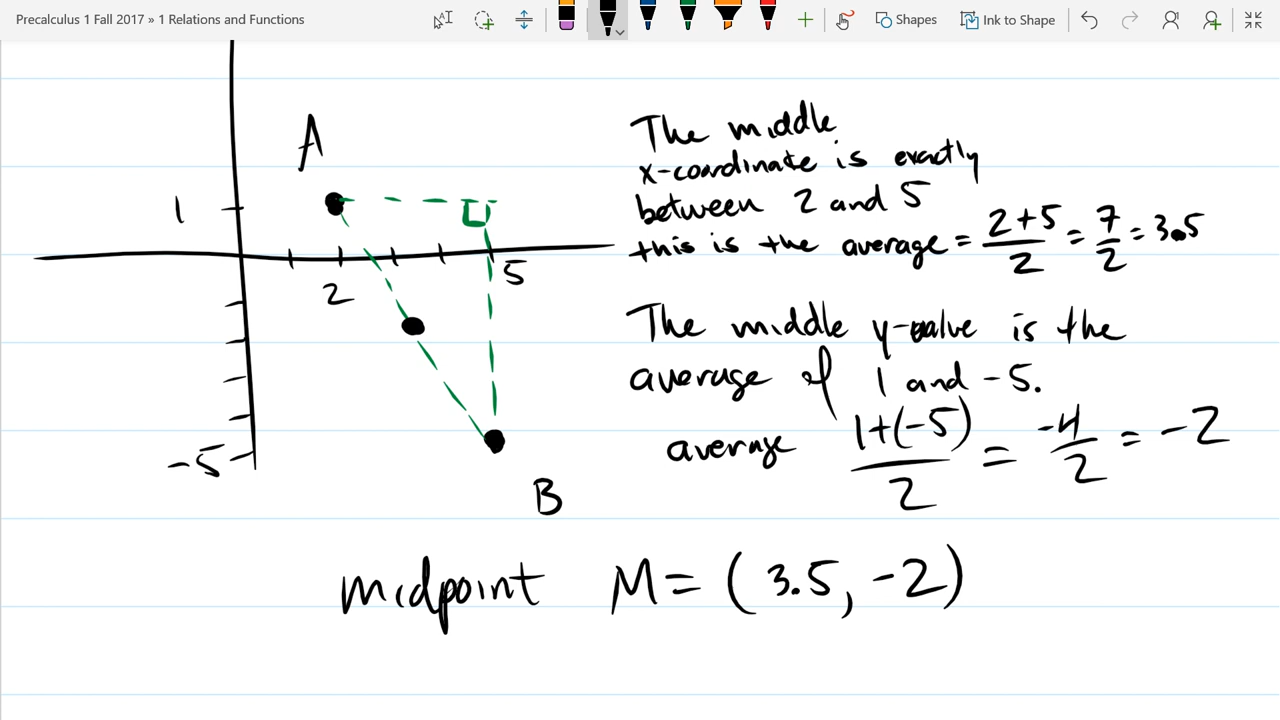 Precalculus 1 Fall 2017 » 1 Relations and Functions
Shapes
Ink to Shape
A
1
2
5
-5
B
The middle
x-coordinate is exactly
between 2 and 5
this is the average = 2+5/2 = 7/2 = 3.5
The middle y-value is the
average of 1 and -5.
average 1+(-5)/2 = -4/2 = -2
midpoint M = (3.5, -2)